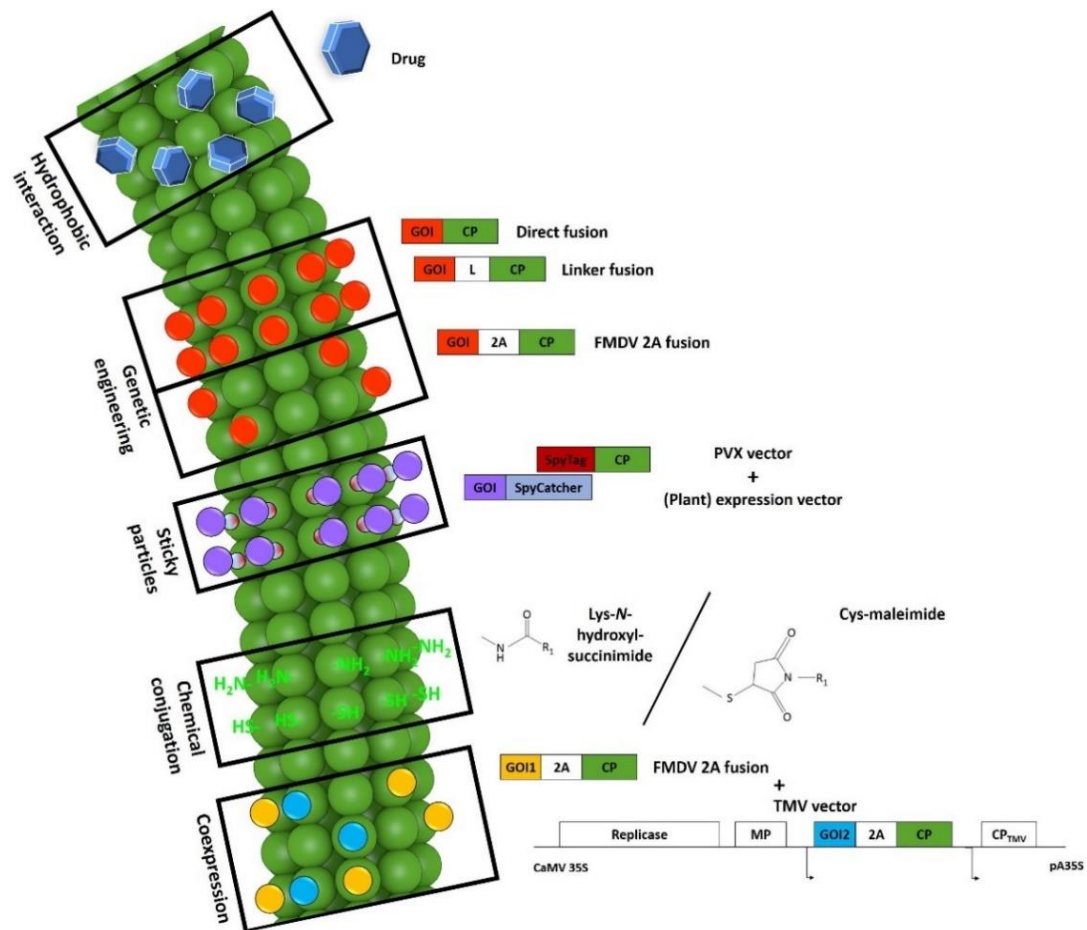 Drug
Hydrophobic
interaction
GOI CP Direct fusion
GOI L CP Linker fusion
GOI 2A CP FMDV 2A fusion
Genetic
engineering
SpyTag CP
GOI SpyCatcher
PVX vector
+
(Plant) expression vector
Sticky
particles
O
N
H
R1
Lys-N-
hydroxyl-
succinimide
Cys-maleimide
O
N R1
S
O
H2N- H2N- -NH2 NH2 -NH2
HS- HS- -SH SH -SH
Chemical
conjugation
GOI1 2A CP FMDV 2A fusion
+
TMV vector
Replicase MP GOI2 2A CP CPTMV
CaMV 35S pA35S
Coexpression